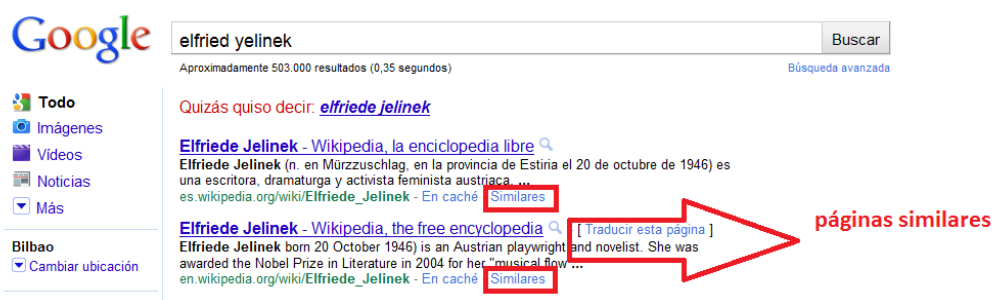 Google
elfried yelinek
Buscar
Aproximadamente 503.000 resultados (0,35 segundos)
Búsqueda avanzada
Todo
Imágenes
Vídeos
Noticias
Más
Bilbao
Cambiar ubicación
Quizás quiso decir: elfriede jelinek
Elfriede Jelinek - Wikipedia, la enciclopedia libre
Elfriede Jelinek (n. en Mürzzuschlag, en la provincia de Estiria el 20 de octubre de 1946) es
una escritora, dramaturga y activista feminista austriaca. ...
es.wikipedia.org/wiki/Elfriede_Jelinek - En caché - Similares
Elfriede Jelinek - Wikipedia, the free encyclopedia - [ Traducir esta página ]
Elfriede Jelinek born 20 October 1946) is an Austrian playwright and novelist. She was
awarded the Nobel Prize in Literature in 2004 for her "musical flow ...
en.wikipedia.org/wiki/Elfriede_Jelinek - En caché - Similares
páginas similares